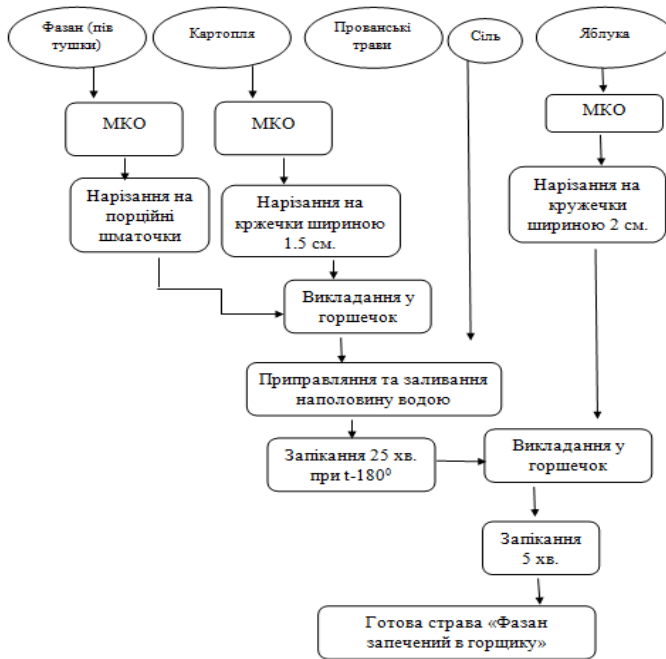 Фазан (пів
тушки)
Картопля
Прованські
трави
Сіль
Яблука
МКО
МКО
МКО
Нарізання на
порційні
шматочки
Нарізання на
кржечки шириною
1.5 см.
Нарізання на
кружечки
шириною 2 см.
Викладання у
горшечок
Приправляння та заливання
наполовину водою
Запікання 25 хв.
при t-180⁰
Викладання у
горшечок
Запікання
5 хв.
Готова страва «Фазан
запечений в горщику»